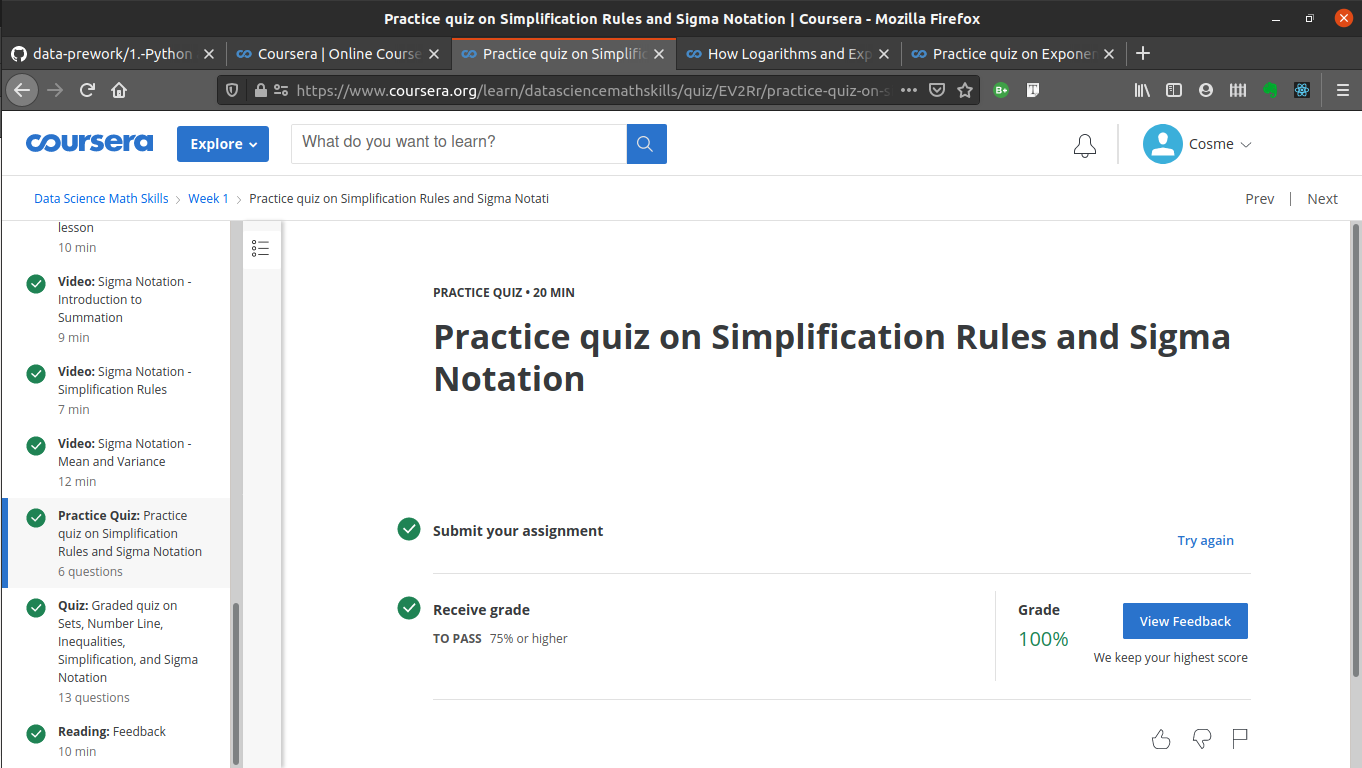 Practice quiz on Simplification Rules and Sigma Notation | Coursera - Mozilla Firefox
data-prework/1.-Python
Coursera | Online Course
Practice quiz on Simplific
How Logarithms and Exp
Practice quiz on Exponen
https://www.coursera.org/learn/datasciencemathskills/quiz/EV2Rr/practice-quiz-on-s
B+
coursera
Explore
What do you want to learn?
Cosme
Data Science Math Skills
Week 1
Practice quiz on Simplification Rules and Sigma Notati
Prev
Next
lesson
10 min
Video: Sigma Notation -
Introduction to
Summation
9 min
Video: Sigma Notation -
Simplification Rules
7 min
Video: Sigma Notation -
Mean and Variance
12 min
Practice Quiz: Practice
quiz on Simplification
Rules and Sigma Notation
6 questions
Quiz: Graded quiz on
Sets, Number Line,
Inequalities,
Simplification, and Sigma
Notation
13 questions
Reading: Feedback
10 min
PRACTICE QUIZ • 20 MIN
Practice quiz on Simplification Rules and Sigma
Notation
Submit your assignment
Try again
Receive grade
TO PASS 75% or higher
Grade
100%
View Feedback
We keep your highest score